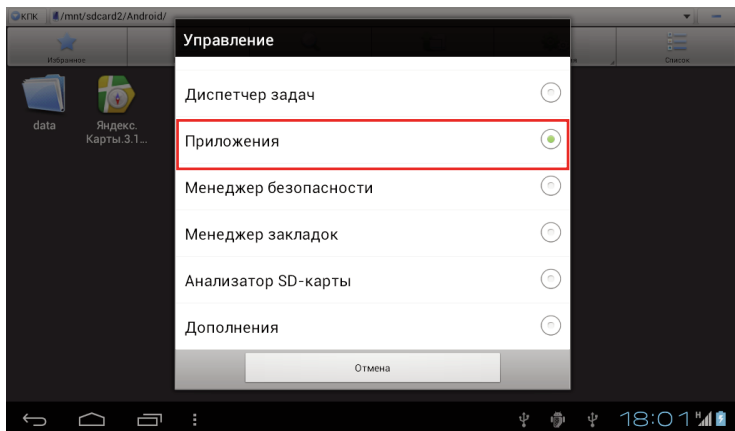 КПК
/mnt/sdcard2/Android/
Избранное
Список
Управление
Диспетчер задач
Приложения
Менеджер безопасности
Менеджер закладок
Анализатор SD-карты
Дополнения
Отмена
data
Яндекс.
Карты.3.1...
18:01
H